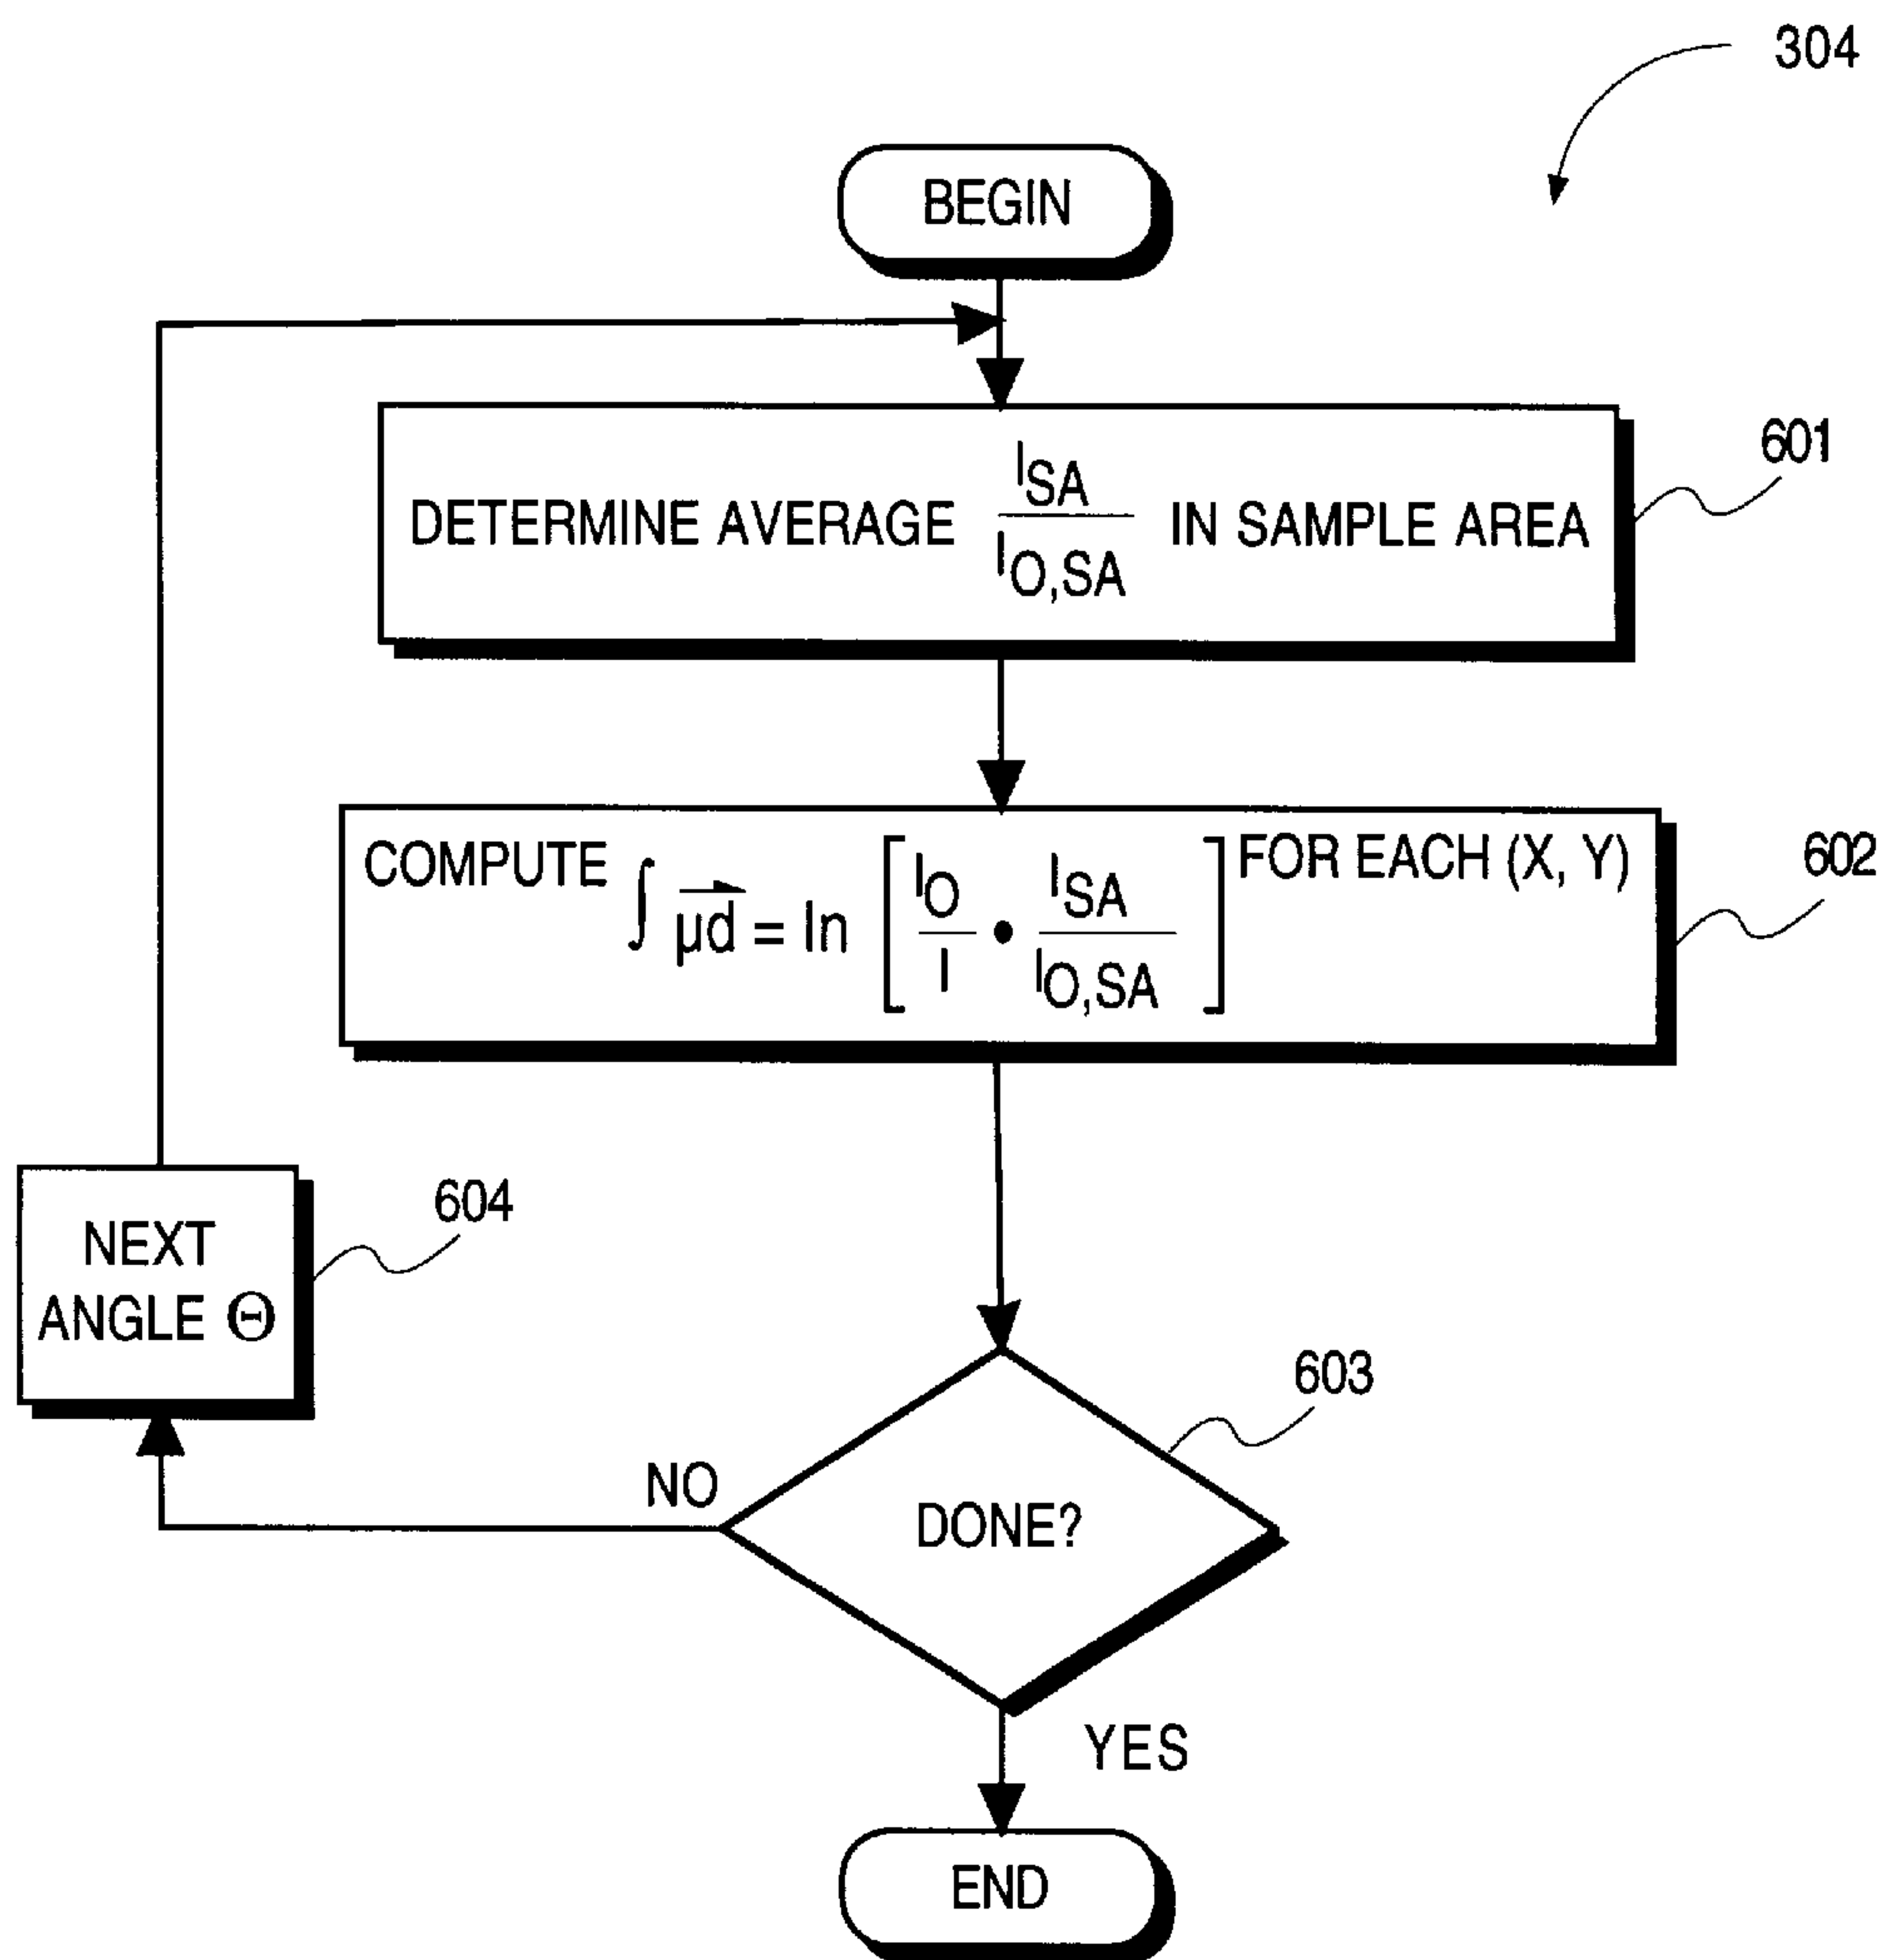 304
BEGIN
DETERMINE AVERAGE I_SA / I_O,SA IN SAMPLE AREA
601
COMPUTE ∫ μd⃗ = ln [ I_O / I • I_SA / I_O,SA ] FOR EACH (X, Y)
602
NEXT
ANGLE Θ
604
603
NO
DONE?
YES
END